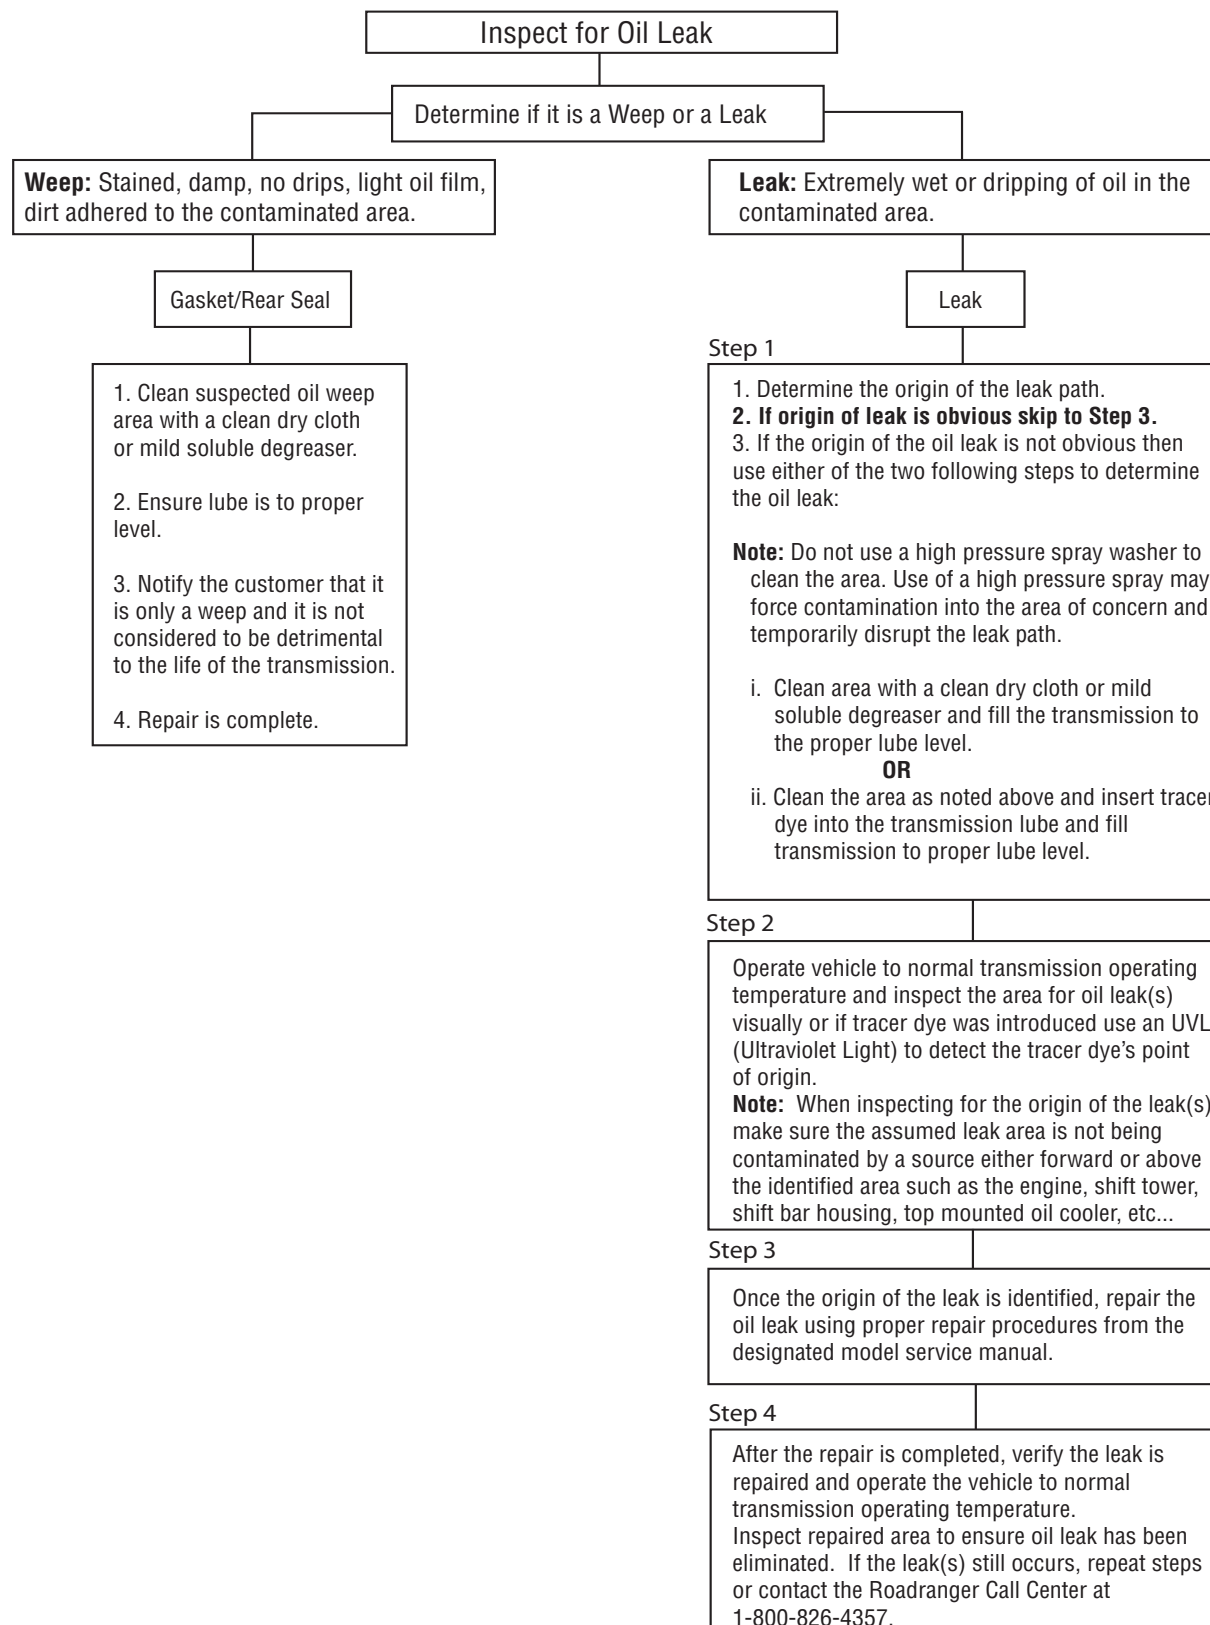 Inspect for Oil Leak
Determine if it is a Weep or a Leak
Weep: Stained, damp, no drips, light oil film,
dirt adhered to the contaminated area.
Gasket/Rear Seal
1. Clean suspected oil weep
area with a clean dry cloth
or mild soluble degreaser.
2. Ensure lube is to proper
level.
3. Notify the customer that it
is only a weep and it is not
considered to be detrimental
to the life of the transmission.
4. Repair is complete.
Leak: Extremely wet or dripping of oil in the
contaminated area.
Leak
Step 1
1. Determine the origin of the leak path.
2. If origin of leak is obvious skip to Step 3.
3. If the origin of the oil leak is not obvious then
use either of the two following steps to determine
the oil leak:
Note: Do not use a high pressure spray washer to
clean the area. Use of a high pressure spray may
force contamination into the area of concern and
temporarily disrupt the leak path.
i. Clean area with a clean dry cloth or mild
soluble degreaser and fill the transmission to
the proper lube level.
OR
ii. Clean the area as noted above and insert tracer
dye into the transmission lube and fill
transmission to proper lube level.
Step 2
Operate vehicle to normal transmission operating
temperature and inspect the area for oil leak(s)
visually or if tracer dye was introduced use an UVL
(Ultraviolet Light) to detect the tracer dye's point
of origin.
Note: When inspecting for the origin of the leak(s)
make sure the assumed leak area is not being
contaminated by a source either forward or above
the identified area such as the engine, shift tower,
shift bar housing, top mounted oil cooler, etc...
Step 3
Once the origin of the leak is identified, repair the
oil leak using proper repair procedures from the
designated model service manual.
Step 4
After the repair is completed, verify the leak is
repaired and operate the vehicle to normal
transmission operating temperature.
Inspect repaired area to ensure oil leak has been
eliminated. If the leak(s) still occurs, repeat steps
or contact the Roadranger Call Center at
1-800-826-4357.